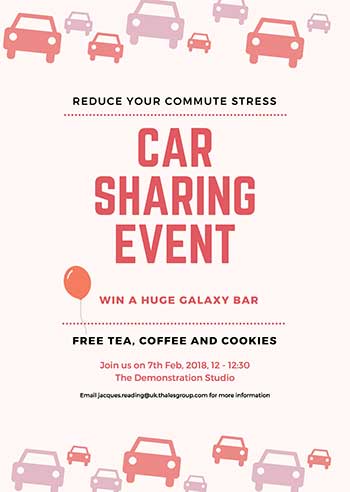 REDUCE YOUR COMMUTE STRESS
CAR
SHARING
EVENT
WIN A HUGE GALAXY BAR
FREE TEA, COFFEE AND COOKIES
Join us on 7th Feb, 2018, 12 - 12:30
The Demonstration Studio
Email jacques.reading@uk.thalesgroup.com for more information